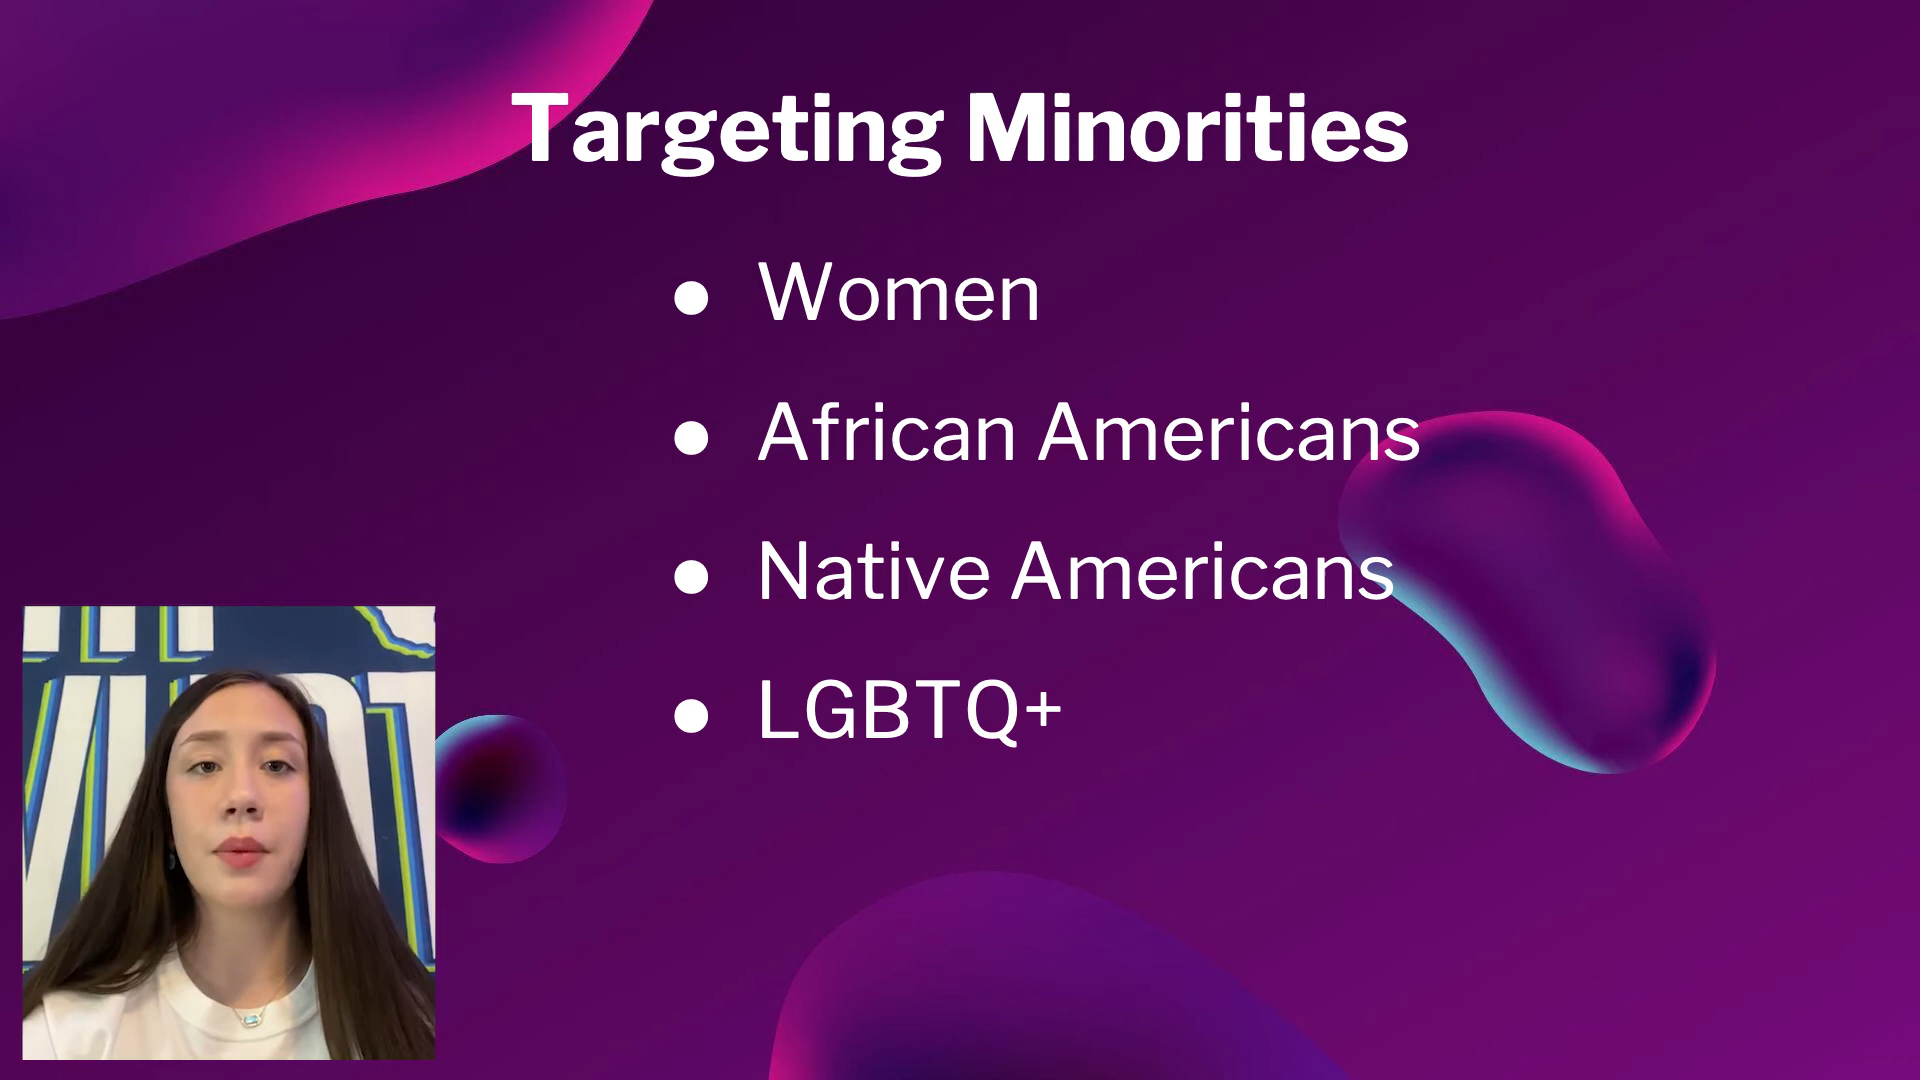 Targeting Minorities
● Women
● African Americans
● Native Americans
● LGBTQ+